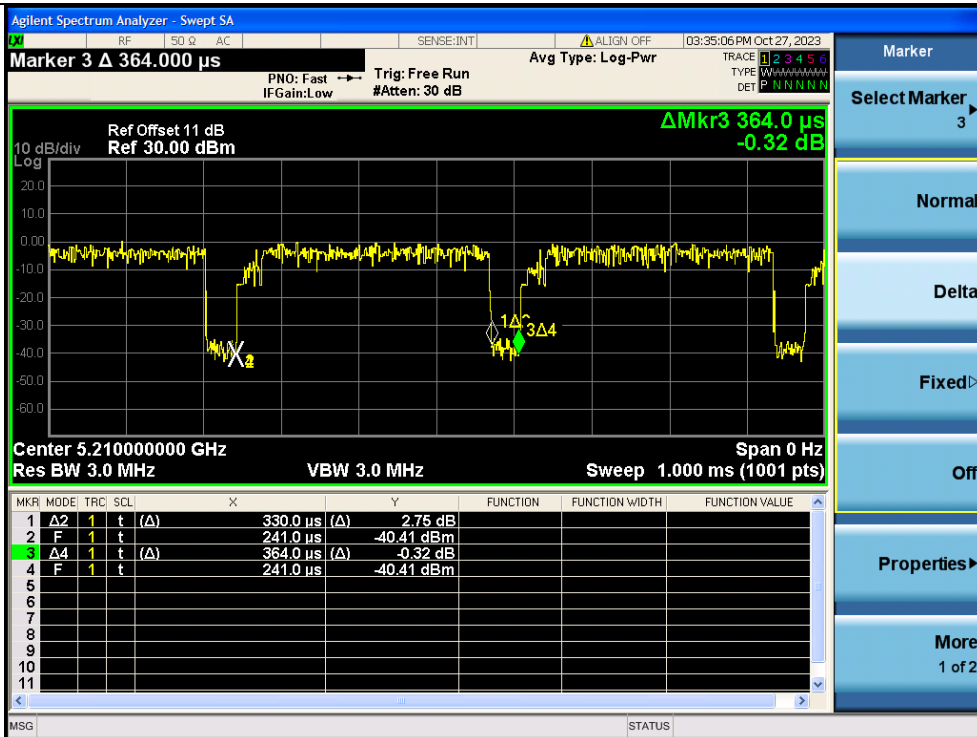 Agilent Spectrum Analyzer - Swept SA
LXI RF 50 Ω AC SENSE:INT ALIGN OFF 03:35:06 PM Oct 27, 2023
Marker 3 Δ 364.000 µs
PNO: Fast
IFGain:Low
Trig: Free Run
#Atten: 30 dB
Avg Type: Log-Pwr
TRACE 1 2 3 4 5 6
TYPE WWWWWW
DET P N N N N N
Ref Offset 11 dB
10 dB/div Ref 30.00 dBm
Log
ΔMkr3 364.0 µs
-0.32 dB
20.0
10.0
0.00
-10.0
-20.0
-30.0
-40.0
-50.0
-60.0
3Δ4
Center 5.210000000 GHz Span 0 Hz
Res BW 3.0 MHz VBW 3.0 MHz Sweep 1.000 ms (1001 pts)
MKR MODE TRC SCL X Y FUNCTION FUNCTION WIDTH FUNCTION VALUE
1 Δ2 1 t (Δ) 330.0 µs (Δ) 2.75 dB
2 F 1 t 241.0 µs -40.41 dBm
3 Δ4 1 t (Δ) 364.0 µs (Δ) -0.32 dB
4 F 1 t 241.0 µs -40.41 dBm
5
6
7
8
9
10
11
MSG STATUS
Marker
Select Marker
3
Normal
Delta
Fixed
Off
Properties
More
1 of 2